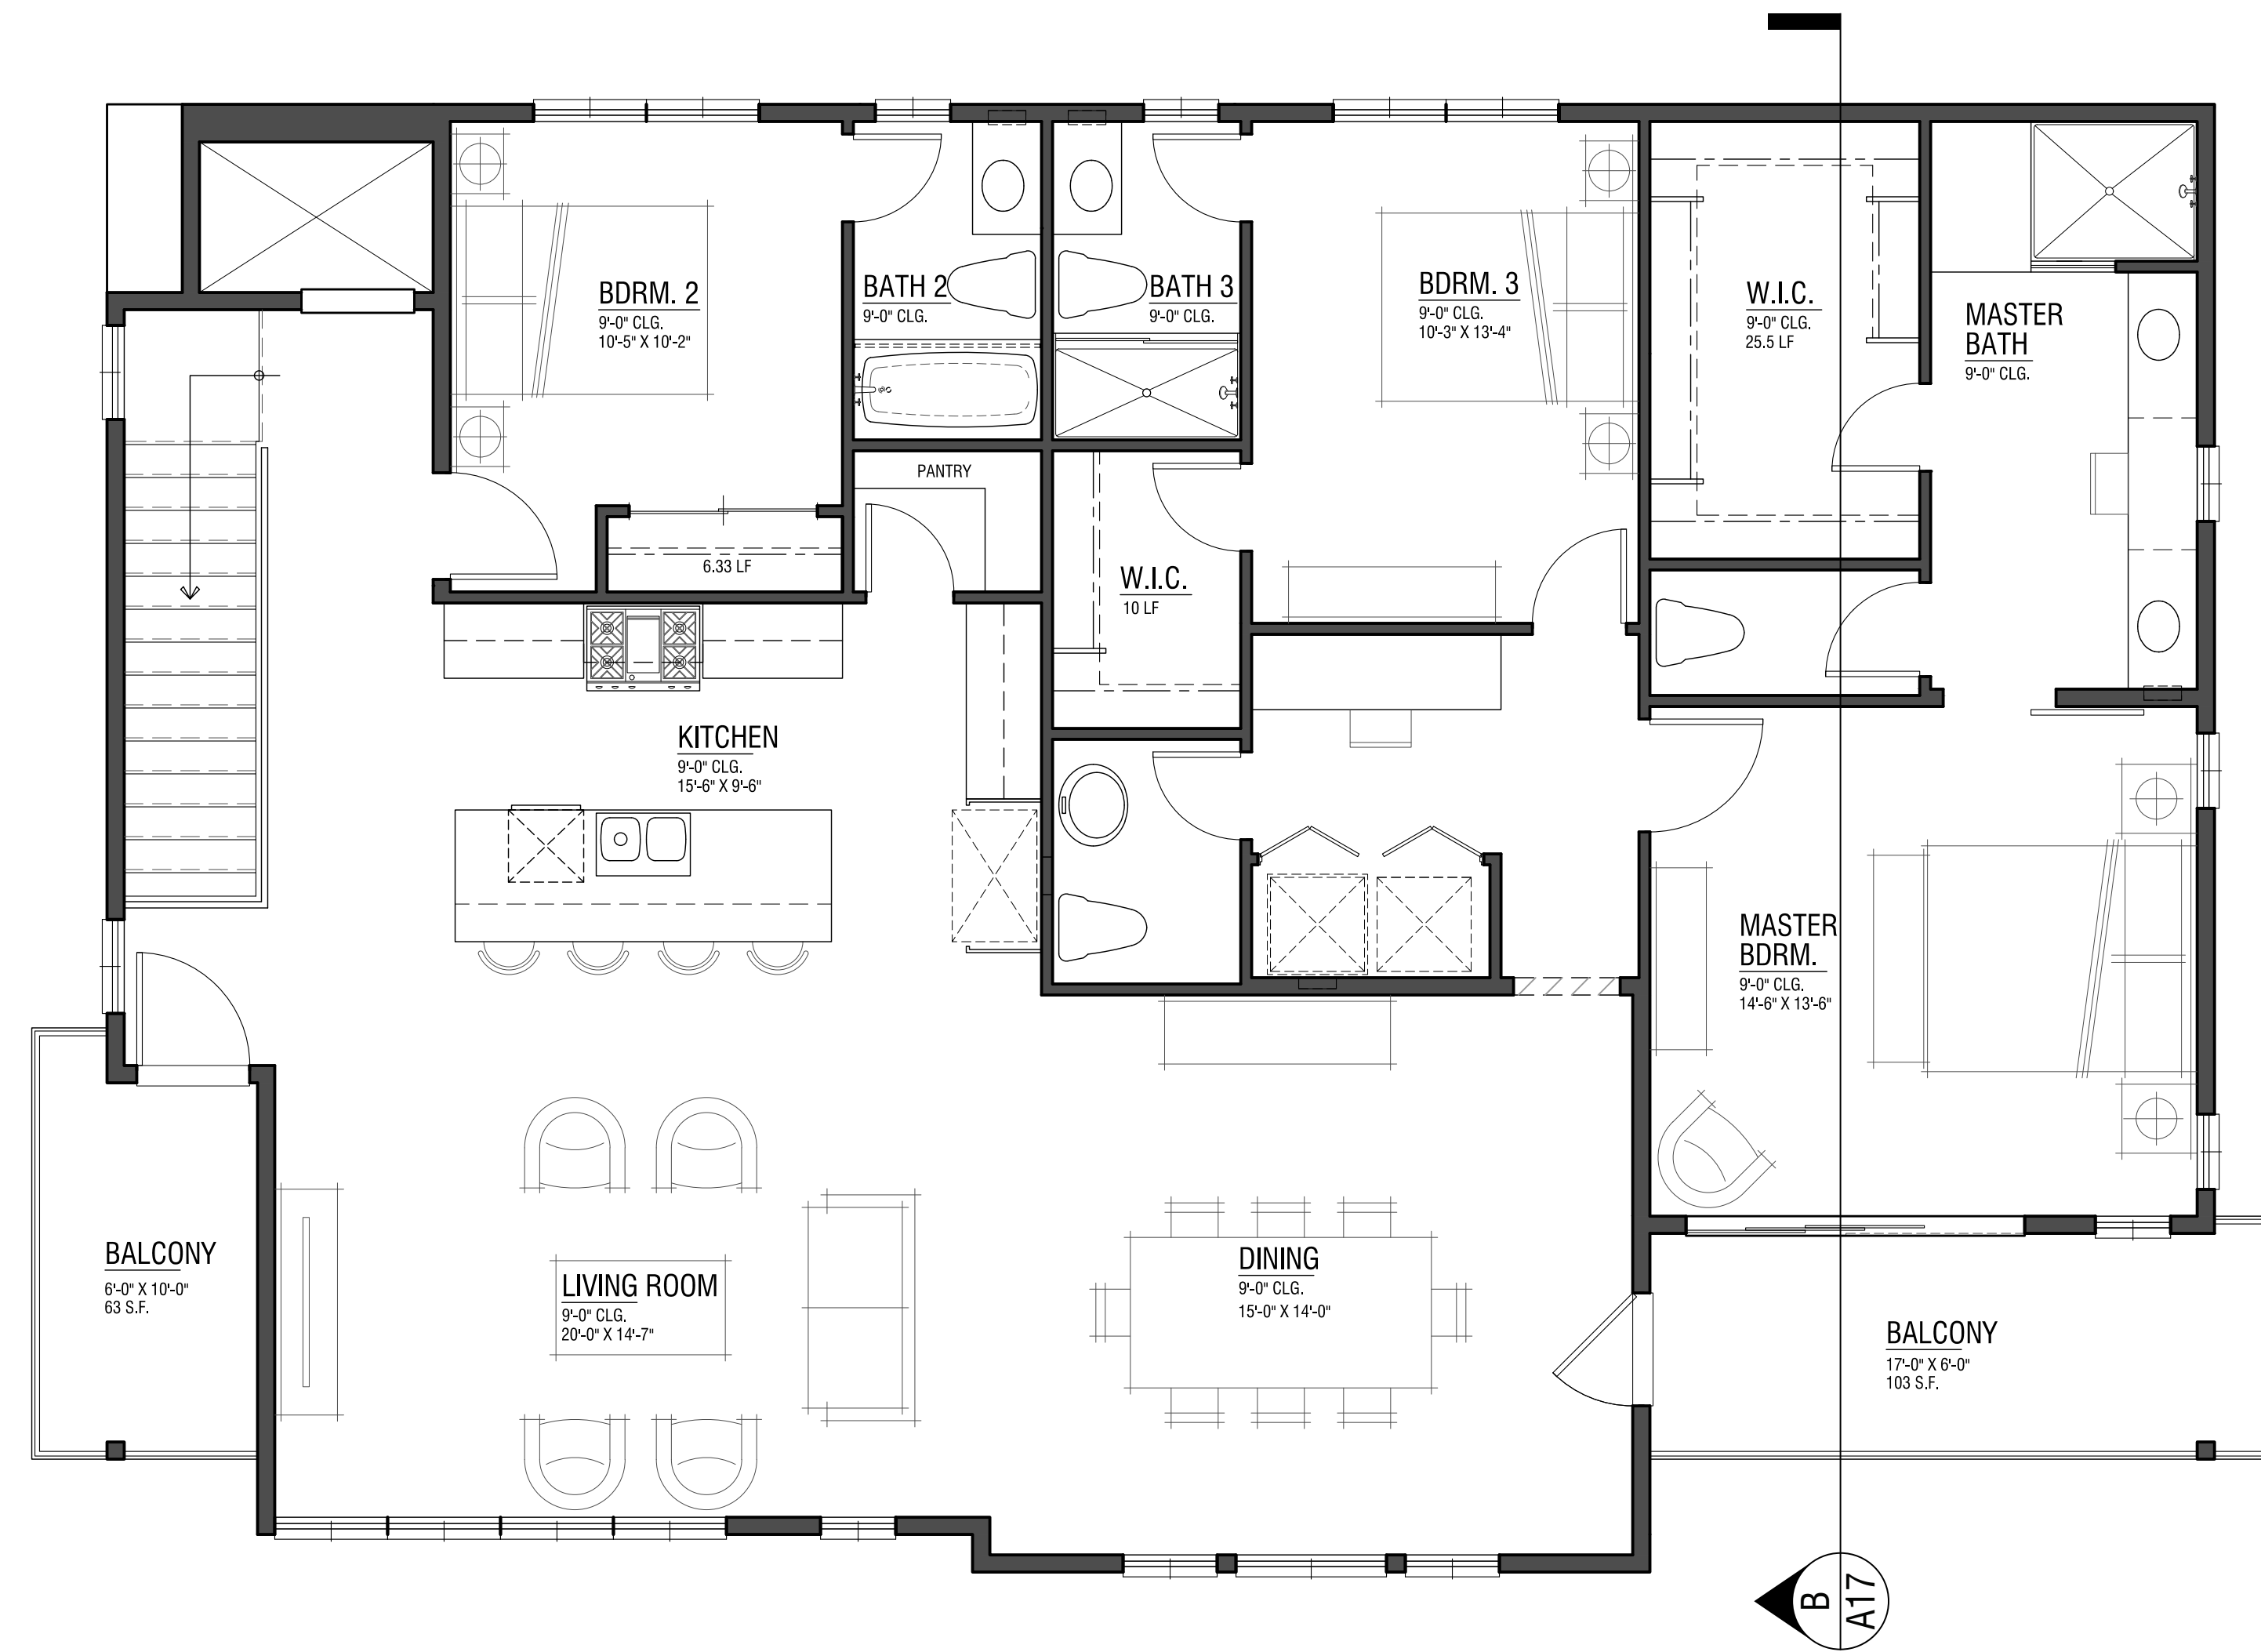 BDRM. 2
9'-0" CLG.
10'-5" X 10'-2"
BATH 2
9'-0" CLG.
BATH 3
9'-0" CLG.
BDRM. 3
9'-0" CLG.
10'-3" X 13'-4"
W.I.C.
9'-0" CLG.
25.5 LF
MASTER
BATH
9'-0" CLG.
PANTRY
6.33 LF
W.I.C.
10 LF
KITCHEN
9'-0" CLG.
15'-6" X 9'-6"
MASTER
BDRM.
9'-0" CLG.
14'-6" X 13'-6"
BALCONY
6'-0" X 10'-0"
63 S.F.
LIVING ROOM
9'-0" CLG.
20'-0" X 14'-7"
DINING
9'-0" CLG.
15'-0" X 14'-0"
BALCONY
17'-0" X 6'-0"
103 S.F.
B
A17